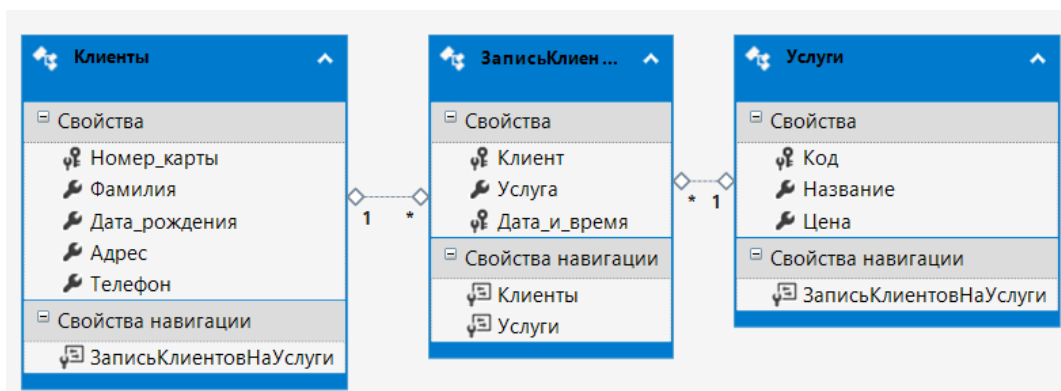 Клиенты
Свойства
Номер_карты
Фамилия
Дата_рождения
Адрес
Телефон
Свойства навигации
ЗаписьКлиентовНаУслуги
1 *
ЗаписьКлиен ...
Свойства
Клиент
Услуга
Дата_и_время
Свойства навигации
Клиенты
Услуги
* 1
Услуги
Свойства
Код
Название
Цена
Свойства навигации
ЗаписьКлиентовНаУслуги